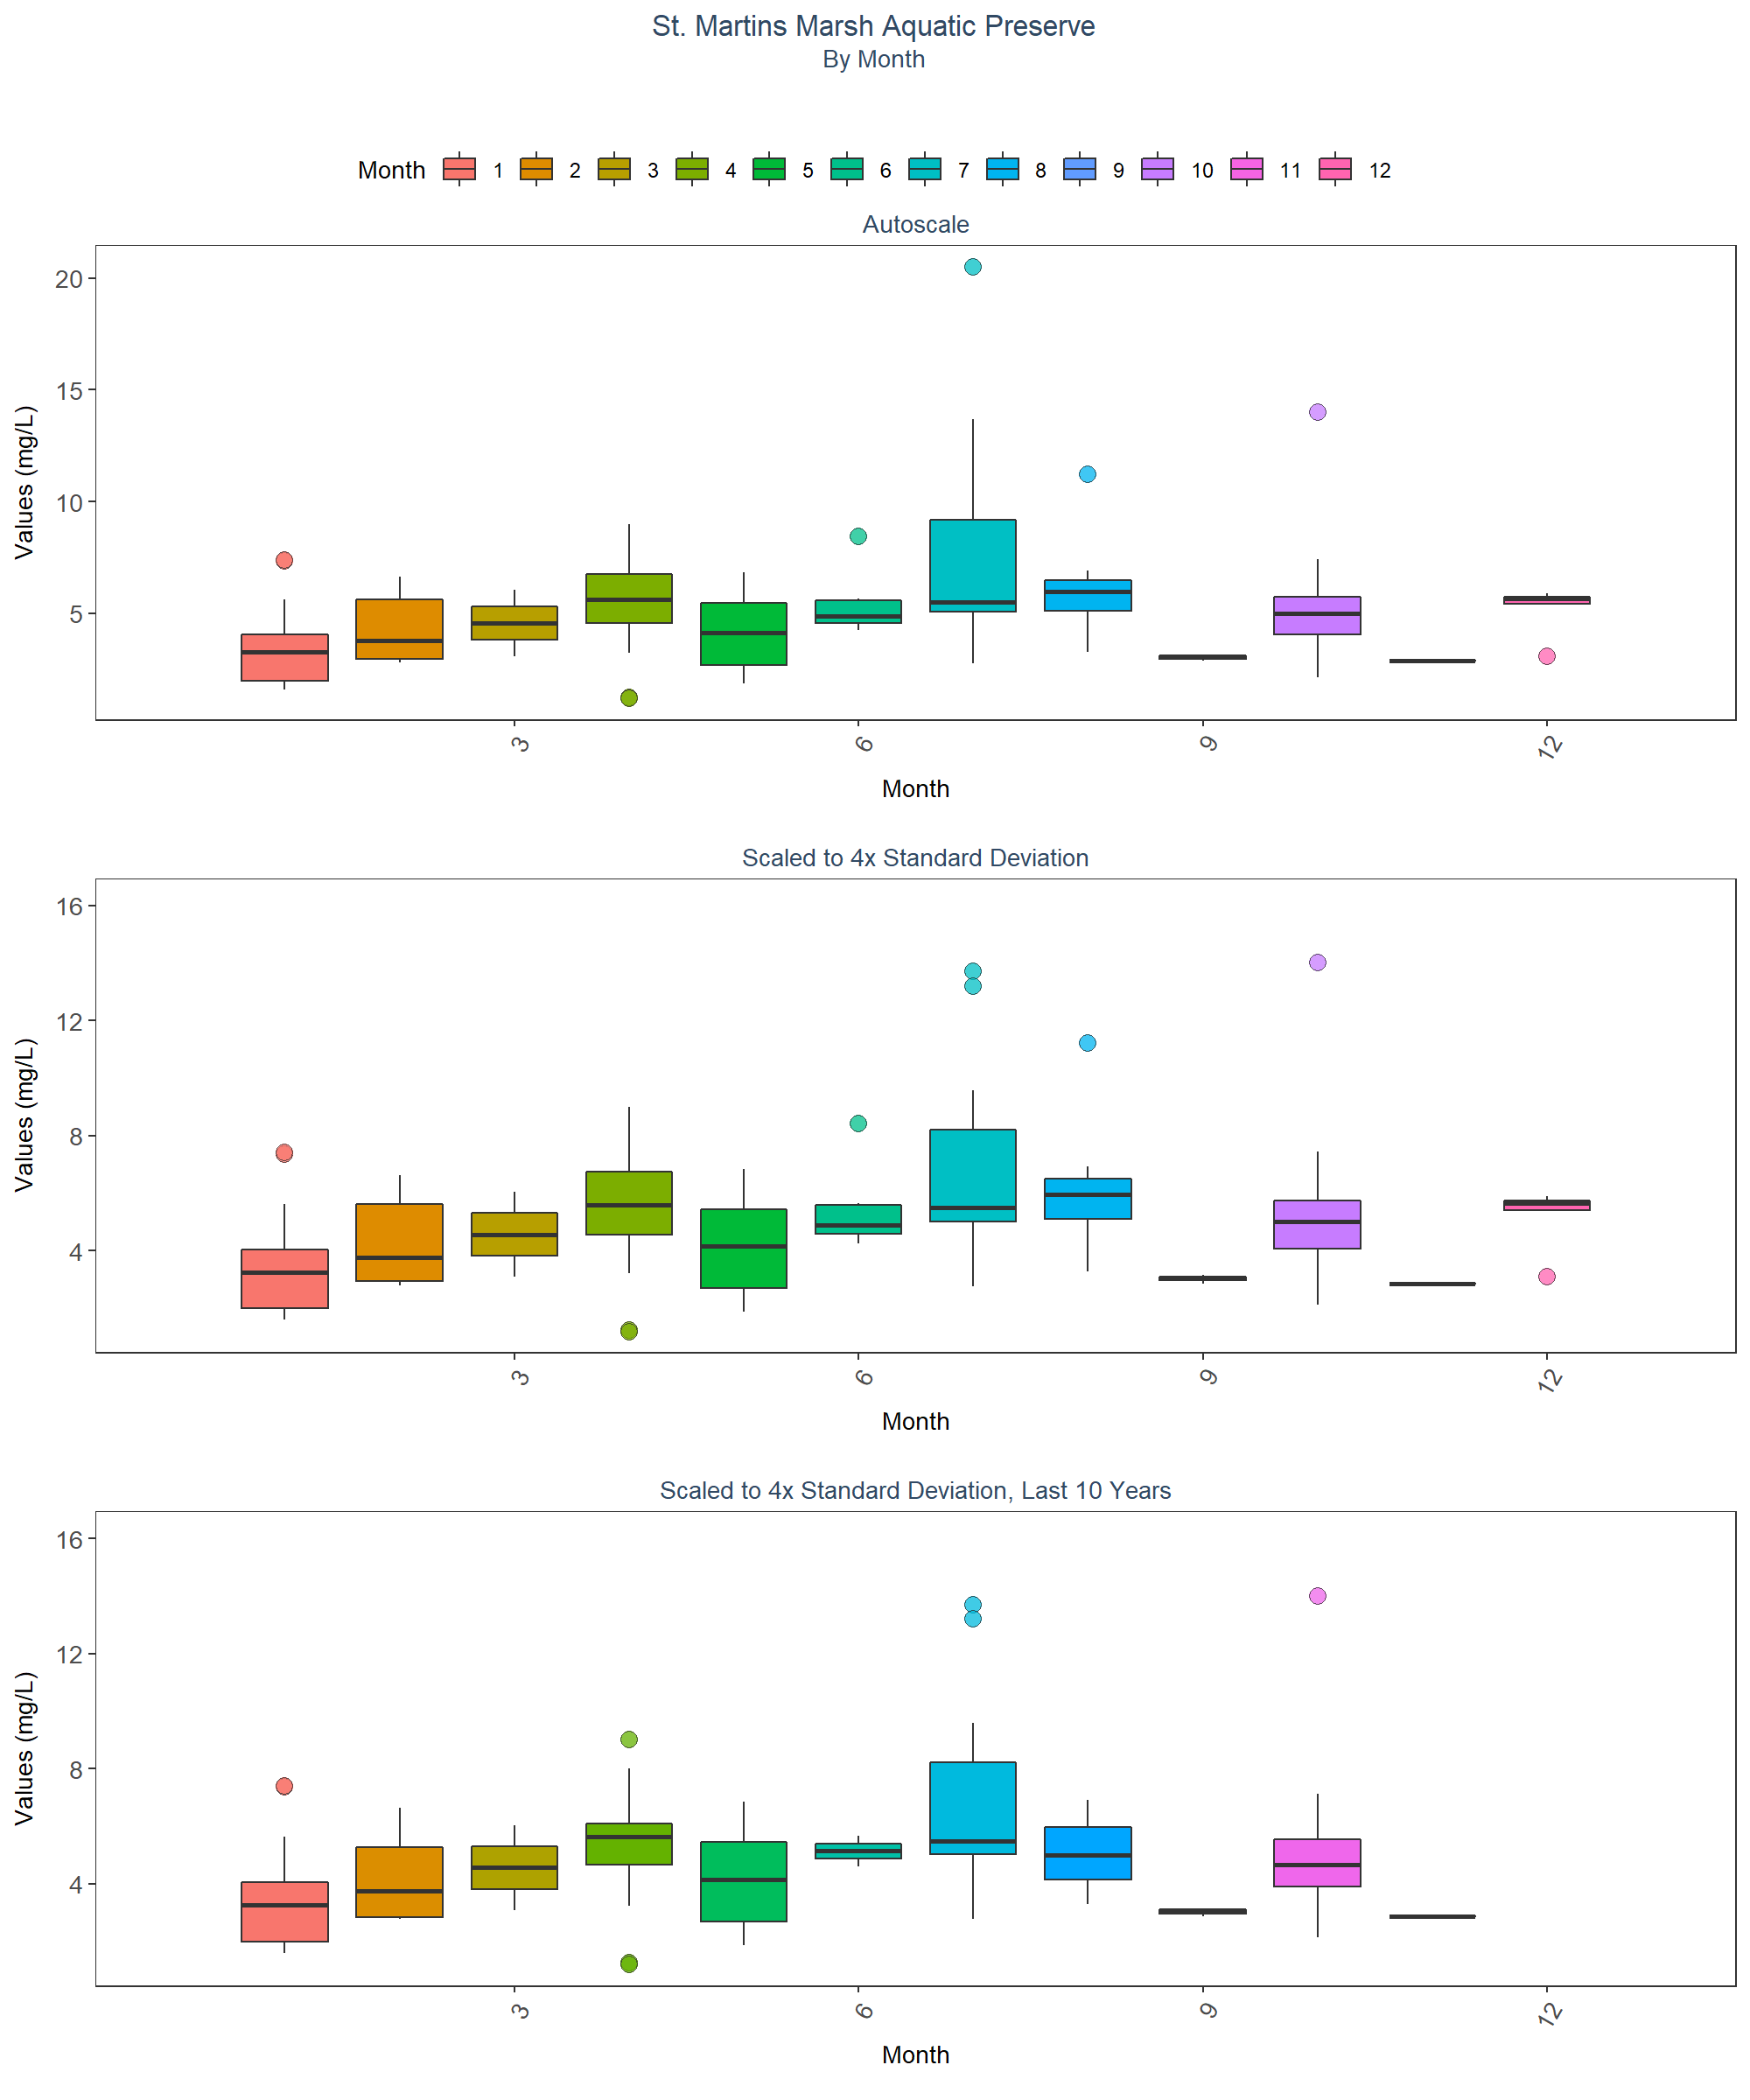 St. Martins Marsh Aquatic Preserve
By Month
Month 1 2 3 4 5 6 7 8 9 10 11 12
Autoscale
Values (mg/L)
20
15
10
5
3 6 9 12
Month
Scaled to 4x Standard Deviation
Values (mg/L)
16
12
8
4
3 6 9 12
Month
Scaled to 4x Standard Deviation, Last 10 Years
Values (mg/L)
16
12
8
4
3 6 9 12
Month